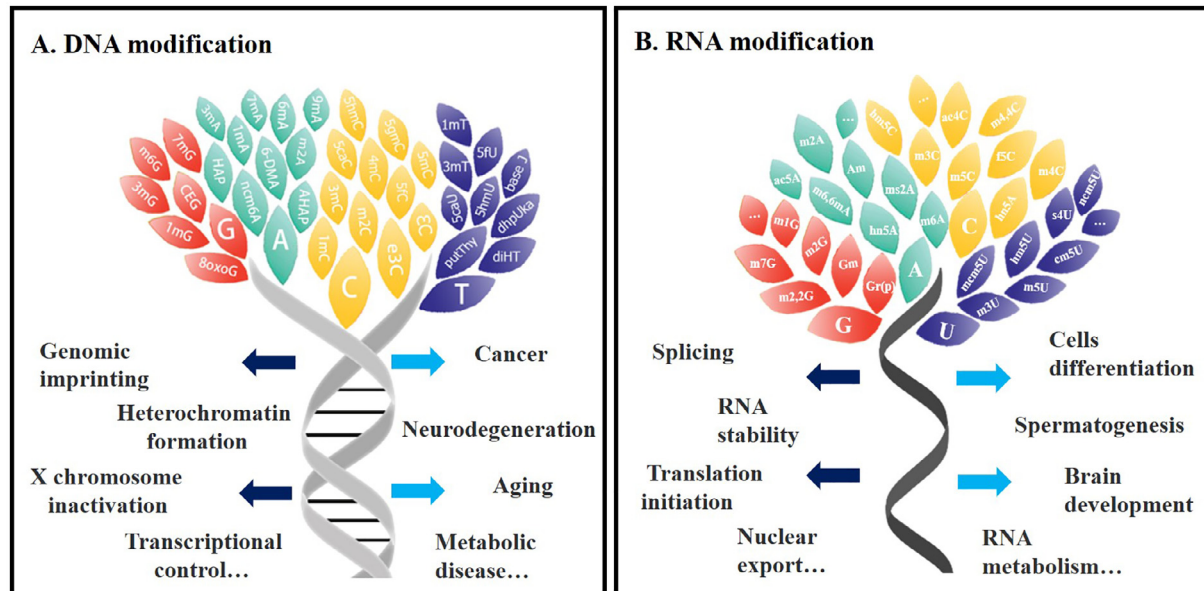 A. DNA modification
3mA
7mA
6mA
9mA
1mA
m2A
6-DMA
HAP
ncm6A
AHAP
A
m6G
7mG
3mG
CEG
1mG
G
8oxoG
5hmC
5gmC
5caC
4mC
5mC
3mC
5fC
m2C
ε3C
1mC
e3C
C
1mT
5fU
3mT
base J
5hmU
5caU
dhpUka
putThy
diHT
T
Genomic
imprinting
Heterochromatin
formation
X chromosome
inactivation
Transcriptional
control...
Cancer
Neurodegeneration
Aging
Metabolic
disease...
B. RNA modification
...
m2A
Am
ac5A
m6,6mA
ms2A
hn5A
m6A
A
...
m1G
m2G
m7G
Gm
Gr(p)
m2,2G
G
...
hm5C
ac4C
m4,4C
m3C
f5C
m5C
m4C
hn5A
C
ncm5U
s4U
...
hm5U
mcm5U
cm5U
m5U
m3U
U
Splicing
RNA
stability
Translation
initiation
Nuclear
export...
Cells
differentiation
Spermatogenesis
Brain
development
RNA
metabolism...